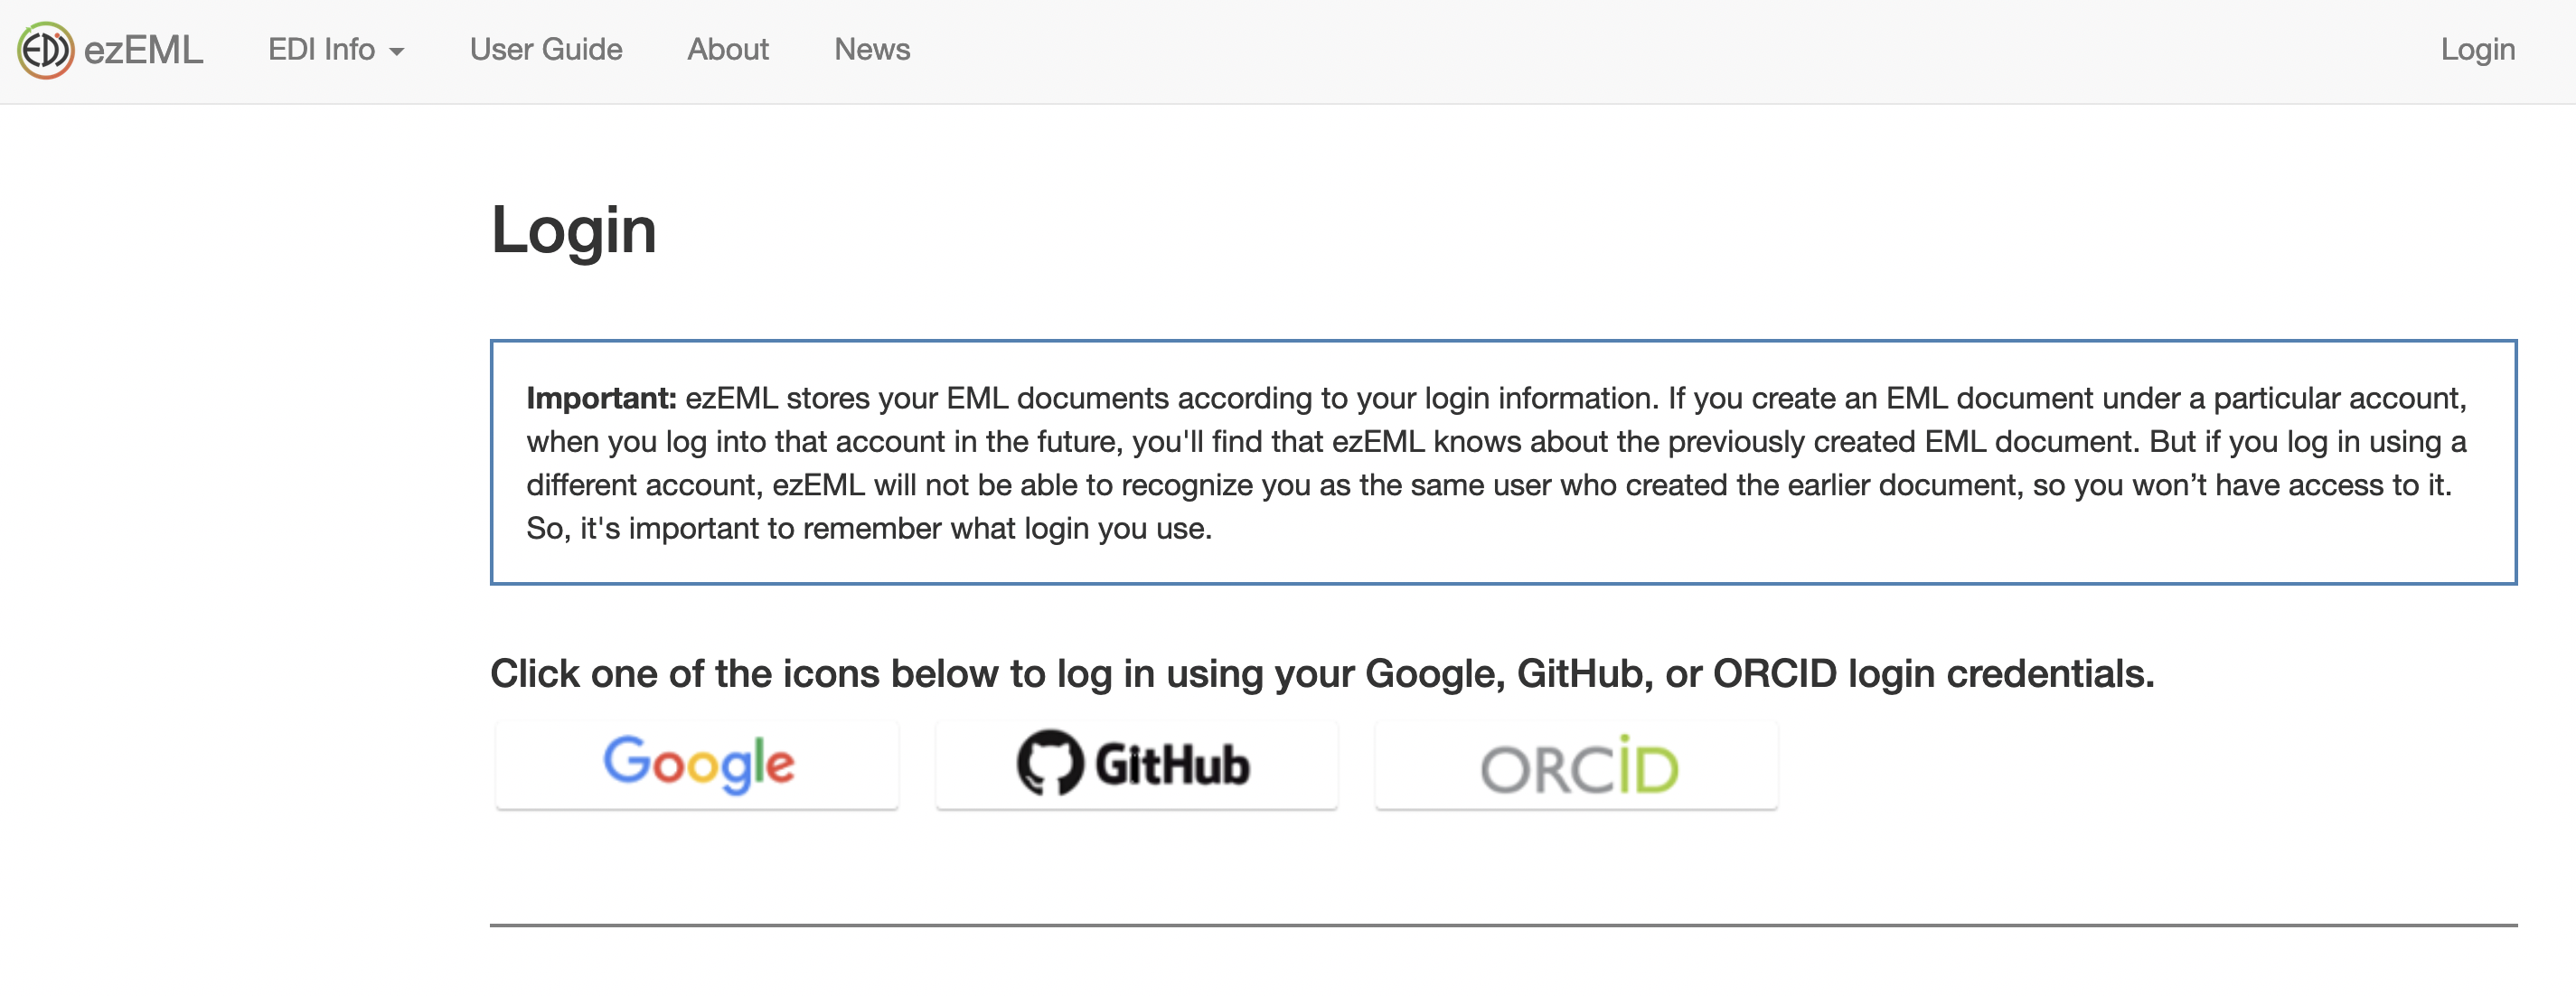 EDI ezEML EDI Info User Guide About News Login
Login
Important: ezEML stores your EML documents according to your login information. If you create an EML document under a particular account,
when you log into that account in the future, you'll find that ezEML knows about the previously created EML document. But if you log in using a
different account, ezEML will not be able to recognize you as the same user who created the earlier document, so you won’t have access to it.
So, it's important to remember what login you use.
Click one of the icons below to log in using your Google, GitHub, or ORCID login credentials.
Google GitHub ORCiD